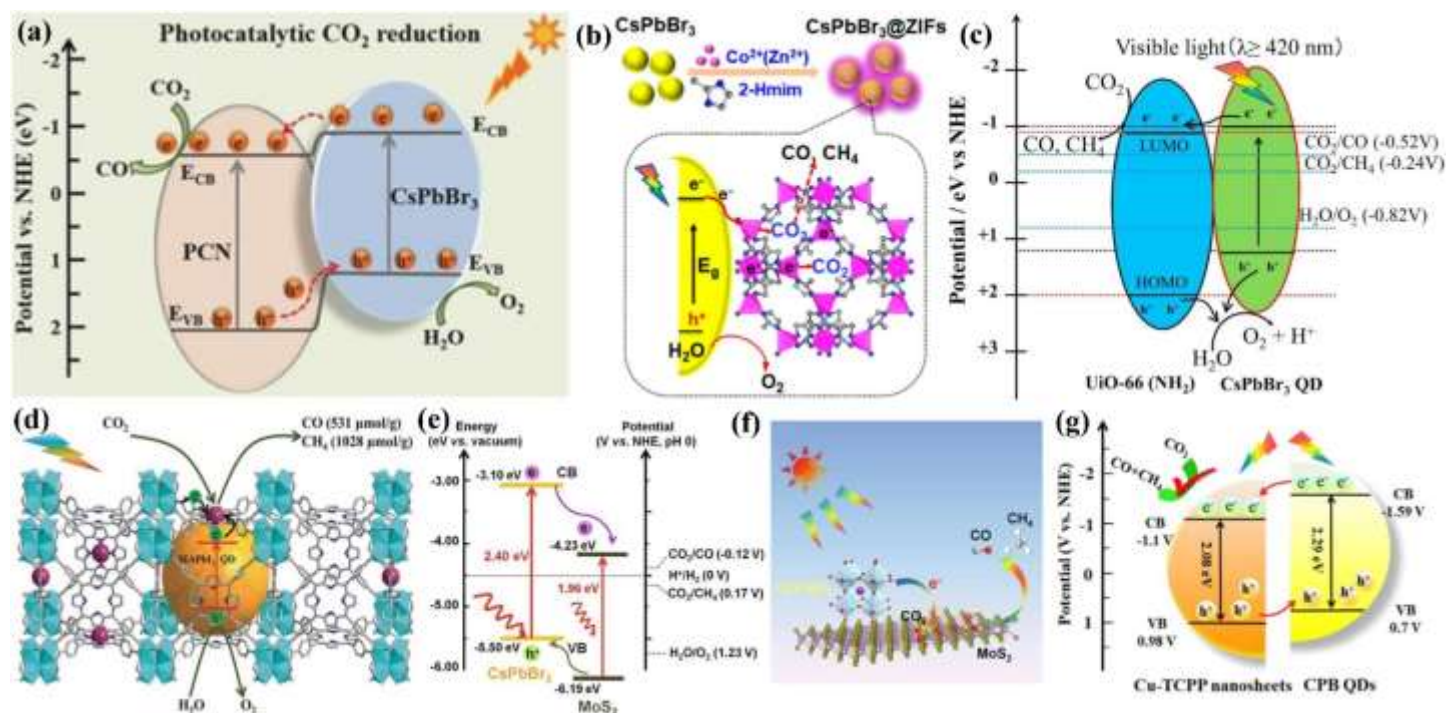 (a)
Photocatalytic CO₂ reduction
Potential vs. NHE (eV)
-2
-1
0
1
2
CO₂
CO
e⁻ e⁻ e⁻ e⁻
e⁻ e⁻ e⁻
E_CB
E_CB
CsPbBr₃
PCN
h⁺ h⁺ h⁺
h⁺ h⁺ h⁺
E_VB
E_VB
O₂
H₂O
(b)
CsPbBr₃
CsPbBr₃@ZIFs
Co²⁺(Zn²⁺)
2-Hmim
CO, CH₄
e⁻
e⁻
CO₂
CO₂
E_g
h⁺
H₂O
O₂
(c)
Visible light(λ≥ 420 nm)
Potential / eV vs NHE
-2
-1
0
+1
+2
+3
CO₂
CO, CH₄
e⁻ e⁻
e⁻ e⁻
LUMO
CO₂/CO (-0.52V)
CO₂/CH₄ (-0.24V)
H₂O/O₂ (-0.82V)
HOMO
h⁺ h⁺
h⁺ h⁺
O₂ + H⁺
H₂O
UiO-66 (NH₂)
CsPbBr₃ QD
(d)
CO₂
CO (531 μmol/g)
CH₄ (1028 μmol/g)
MAPbI₃ QD
H₂O
O₂
(e)
Energy
(eV vs. vacuum)
Potential
(V vs. NHE, pH 0)
-3.00
-4.00
-5.00
-6.00
-3.10 eV
e⁻
CB
e⁻
-4.23 eV
2.40 eV
1.96 eV
CO₂/CO (-0.12 V)
H⁺/H₂ (0 V)
CO₂/CH₄ (0.17 V)
H₂O/O₂ (1.23 V)
-5.50 eV
h⁺
VB
CsPbBr₃
-6.19 eV
MoS₂
(f)
CO
CH₄
e⁻
CO₂
MoS₂
(g)
Potential (V vs. NHE)
-2
-1
0
1
CO₂
CO+CH₄
e⁻ e⁻ e⁻
e⁻ e⁻ e⁻
CB
-1.1 V
CB
-1.59 V
2.08 eV
2.29 eV
h⁺ h⁺ h⁺ h⁺
h⁺ h⁺ h⁺
VB
0.98 V
VB
0.7 V
Cu-TCPP nanosheets
CPB QDs